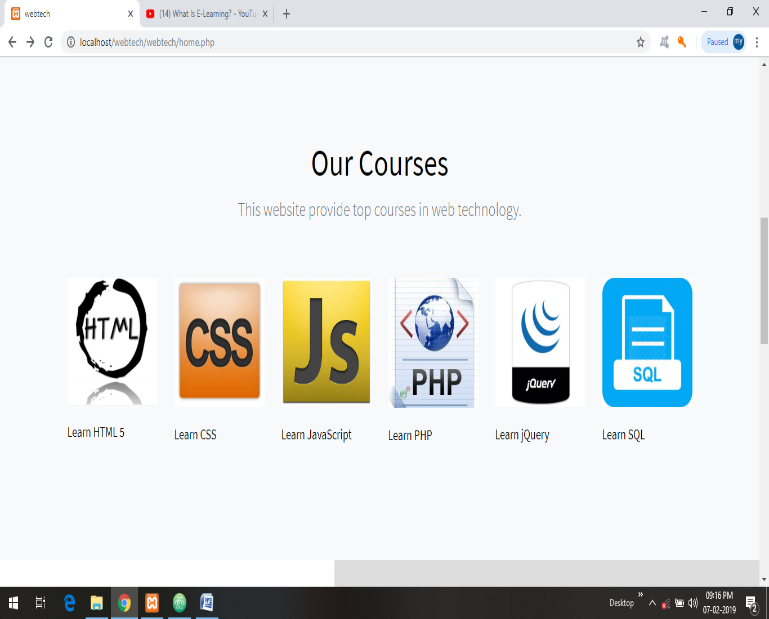 webtech
(14) What Is E-Learning? - YouTu
localhost/webtech/webtech/home.php
Paused
my
Our Courses
This website provide top courses in web technology.
HTML
CSS
Js
PHP
jQuery
SQL
Learn HTML 5
Learn CSS
Learn JavaScript
Learn PHP
Learn jQuery
Learn SQL
Desktop
09:16 PM
07-02-2019
2